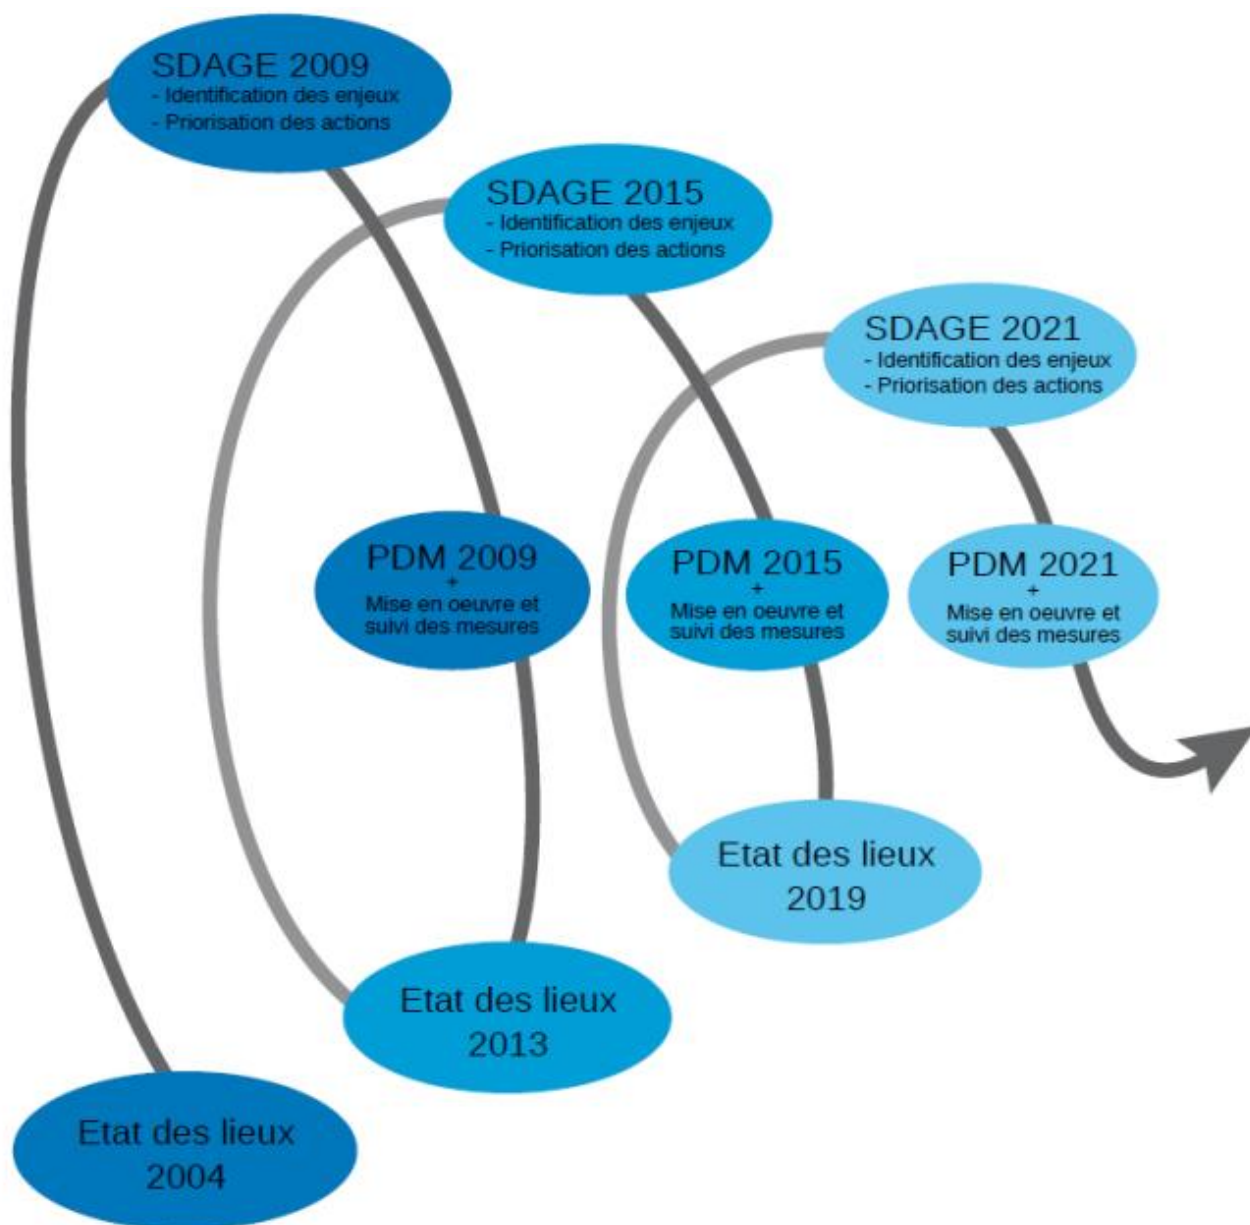 SDAGE 2009
- Identification des enjeux
- Priorisation des actions
SDAGE 2015
- Identification des enjeux
- Priorisation des actions
SDAGE 2021
- Identification des enjeux
- Priorisation des actions
PDM 2009
+
Mise en oeuvre et
suivi des mesures
PDM 2015
+
Mise en oeuvre et
suivi des mesures
PDM 2021
+
Mise en oeuvre et
suivi des mesures
Etat des lieux
2019
Etat des lieux
2013
Etat des lieux
2004